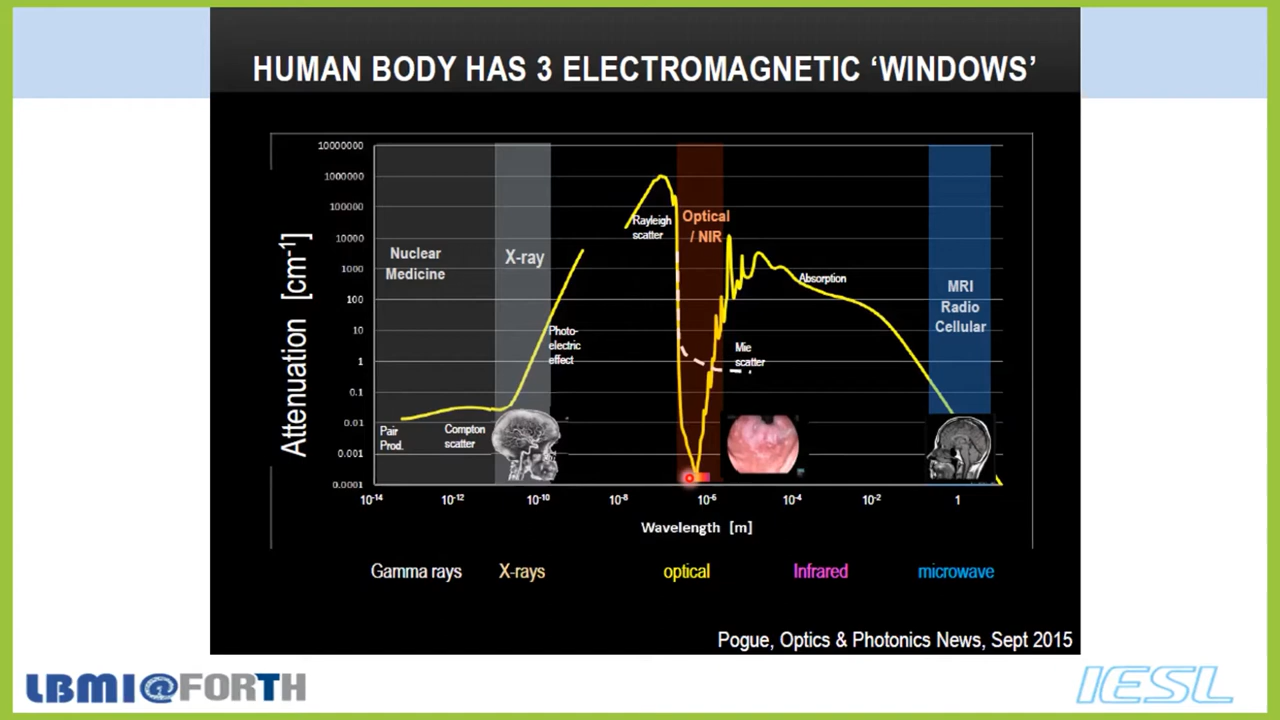 HUMAN BODY HAS 3 ELECTROMAGNETIC ‘WINDOWS’
10000000
1000000
100000
10000
1000
100
10
1
0.1
0.01
0.001
0.0001
Attenuation [cm-1]
Nuclear
Medicine
X-ray
Rayleigh
scatter
Optical
/ NIR
Absorption
MRI
Radio
Cellular
Photo-
electric
effect
Mie
scatter
Pair
Prod.
Compton
scatter
10-14
10-12
10-10
10-8
10-6
10-4
10-2
1
Wavelength [m]
Gamma rays
X-rays
optical
Infrared
microwave
Pogue, Optics & Photonics News, Sept 2015
LBMI@FORTH
IESL